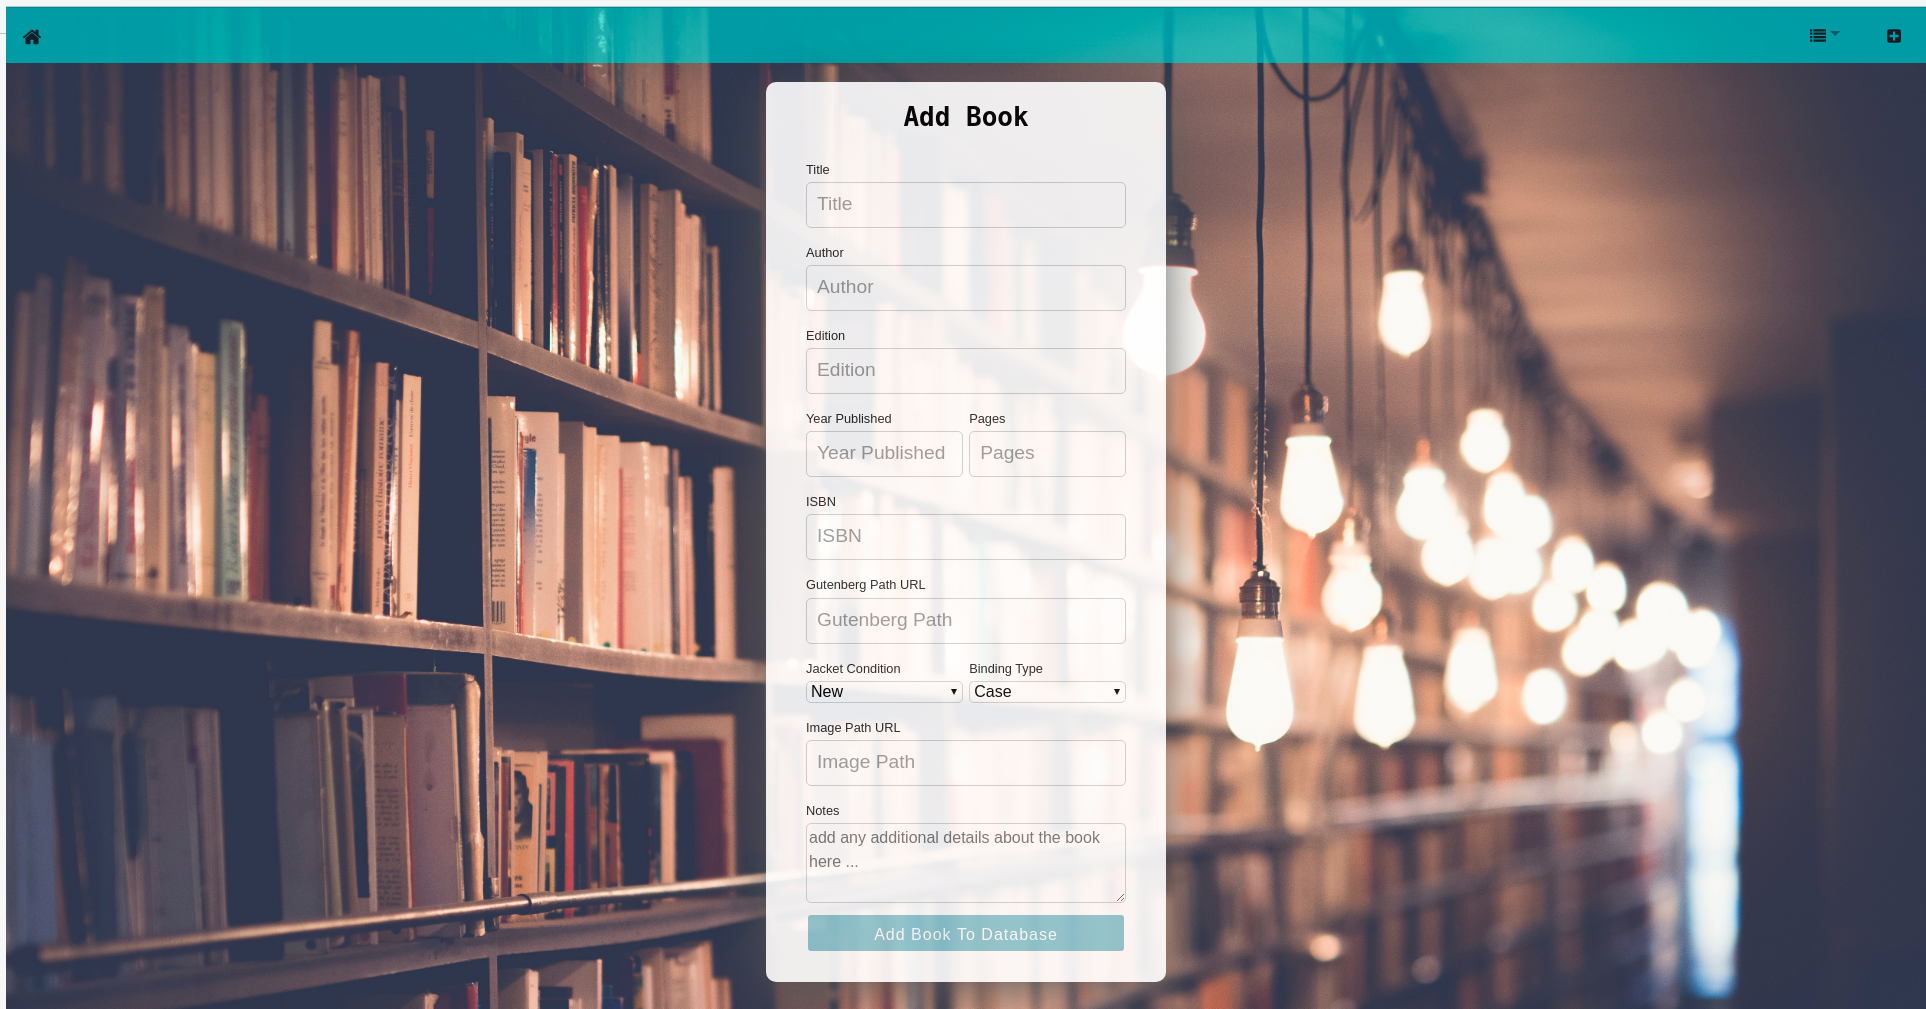 Add Book
Title
Title
Author
Author
Edition
Edition
Year Published Pages
Year Published Pages
ISBN
ISBN
Gutenberg Path URL
Gutenberg Path
Jacket Condition Binding Type
New Case
Image Path URL
Image Path
Notes
add any additional details about the book
here ...
Add Book To Database